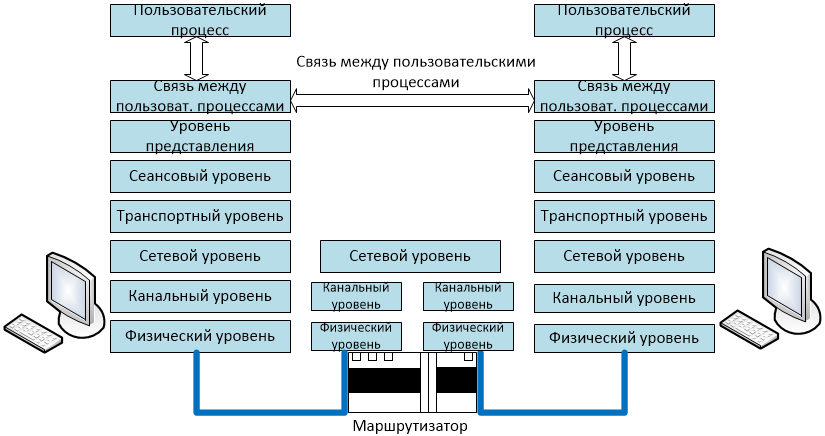 Пользовательский
процесс
Пользовательский
процесс
Связь между пользовательскими
процессами
Связь между
пользоват. процессами
Связь между
пользоват. процессами
Уровень
представления
Уровень
представления
Сеансовый уровень
Сеансовый уровень
Транспортный уровень
Транспортный уровень
Сетевой уровень
Сетевой уровень
Сетевой уровень
Канальный уровень
Канальный
уровень
Канальный
уровень
Канальный уровень
Физический уровень
Физический
уровень
Физический
уровень
Физический уровень
Маршрутизатор